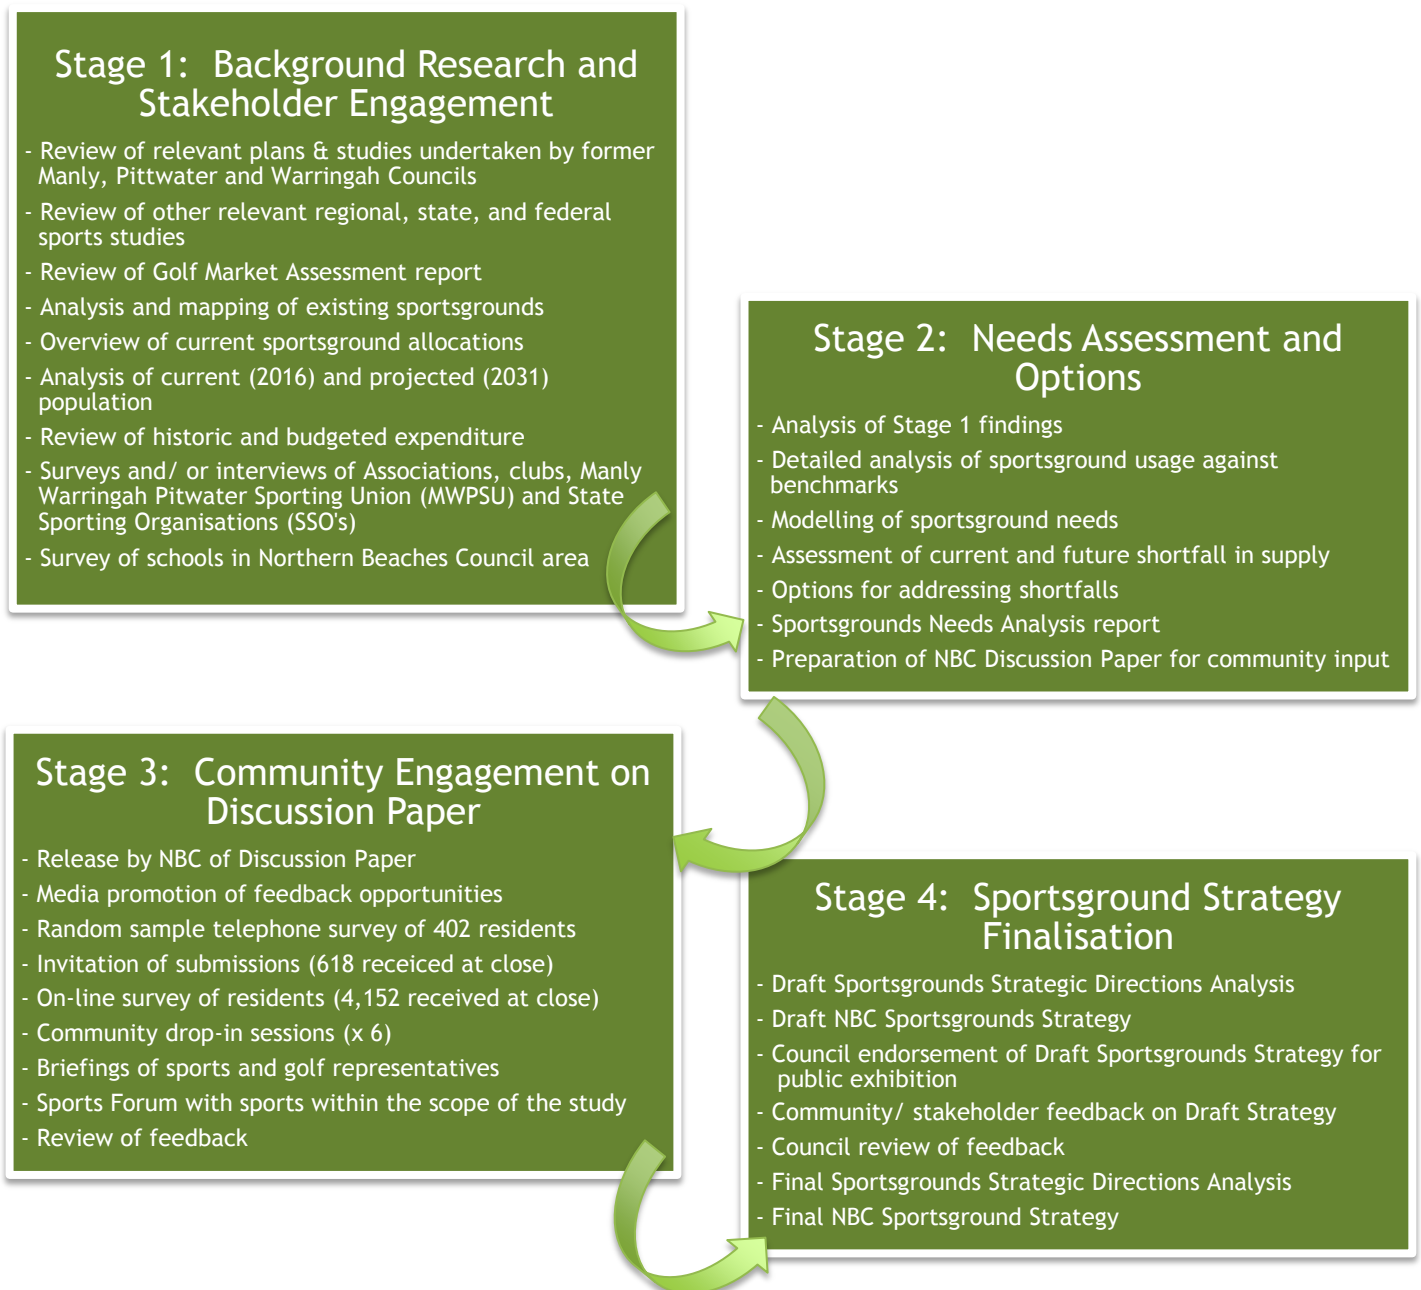 Stage 1: Background Research and
Stakeholder Engagement
- Review of relevant plans & studies undertaken by former
Manly, Pittwater and Warringah Councils
- Review of other relevant regional, state, and federal
sports studies
- Review of Golf Market Assessment report
- Analysis and mapping of existing sportsgrounds
- Overview of current sportsground allocations
- Analysis of current (2016) and projected (2031)
population
- Review of historic and budgeted expenditure
- Surveys and/ or interviews of Associations, clubs, Manly
Warringah Pitwater Sporting Union (MWPSU) and State
Sporting Organisations (SSO's)
- Survey of schools in Northern Beaches Council area
Stage 2: Needs Assessment and
Options
- Analysis of Stage 1 findings
- Detailed analysis of sportsground usage against
benchmarks
- Modelling of sportsground needs
- Assessment of current and future shortfall in supply
- Options for addressing shortfalls
- Sportsgrounds Needs Analysis report
- Preparation of NBC Discussion Paper for community input
Stage 3: Community Engagement on
Discussion Paper
- Release by NBC of Discussion Paper
- Media promotion of feedback opportunities
- Random sample telephone survey of 402 residents
- Invitation of submissions (618 receiced at close)
- On-line survey of residents (4,152 received at close)
- Community drop-in sessions (x 6)
- Briefings of sports and golf representatives
- Sports Forum with sports within the scope of the study
- Review of feedback
Stage 4: Sportsground Strategy
Finalisation
- Draft Sportsgrounds Strategic Directions Analysis
- Draft NBC Sportsgrounds Strategy
- Council endorsement of Draft Sportsgrounds Strategy for
public exhibition
- Community/ stakeholder feedback on Draft Strategy
- Council review of feedback
- Final Sportsgrounds Strategic Directions Analysis
- Final NBC Sportsground Strategy